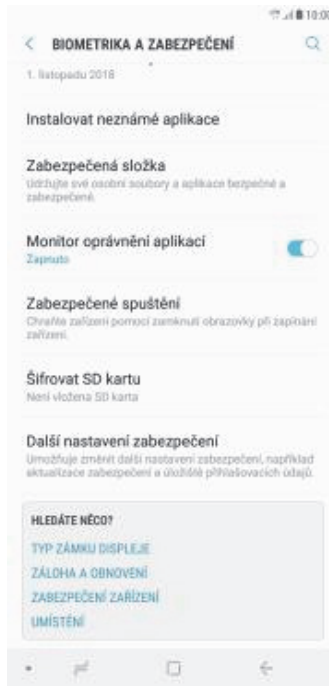 10:00
BIOMETRIKA A ZABEZPEČENÍ
1. listopadu 2018
Instalovat neznámé aplikace
Zabezpečená složka
Udržujte své osobní soubory a aplikace bezpečné a
zabezpečené.
Monitor oprávnění aplikací
Zapnuto
Zabezpečené spuštění
Chraňte zařízení pomocí zamknutí obrazovky při zapínání
zařízení.
Šifrovat SD kartu
Není vložena SD karta
Další nastavení zabezpečení
Umožňuje změnit další nastavení zabezpečení, například
aktualizace zabezpečení a úložiště přihlašovacích údajů.
HLEDÁTE NĚCO?
TYP ZÁMKU DISPLEJE
ZÁLOHA A OBNOVENÍ
ZABEZPEČENÍ ZAŘÍZENÍ
UMÍSTĚNÍ